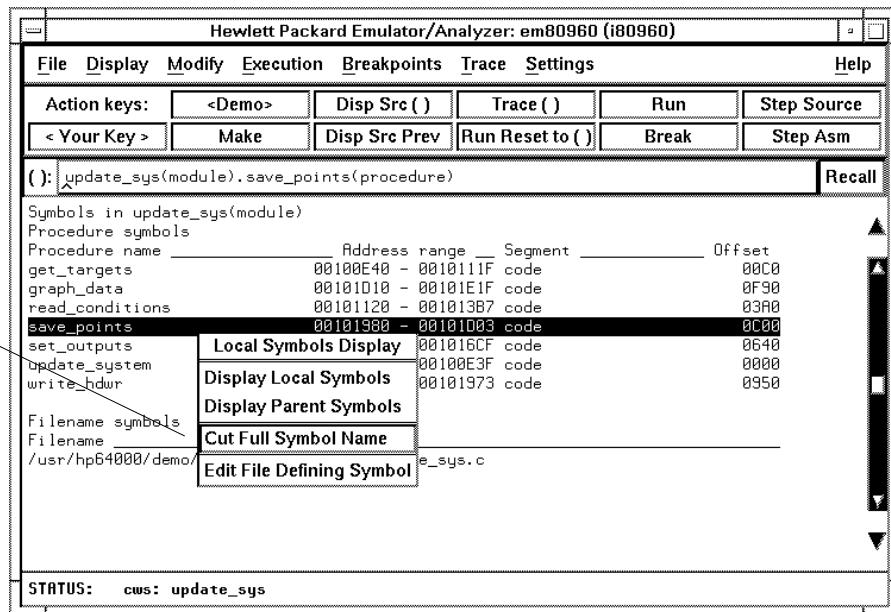 Hewlett Packard Emulator/Analyzer: em80960 (i80960)
File Display Modify Execution Breakpoints Trace Settings Help
Action keys: <Demo> Disp Src ( ) Trace ( ) Run Step Source
< Your Key > Make Disp Src Prev Run Reset to ( ) Break Step Asm
( ): update_sys(module).save_points(procedure) Recall
Symbols in update_sys(module)
Procedure symbols
Procedure name ________________ Address range __ Segment ____________ Offset
get_targets 00100E40 - 0010111F code 00C0
graph_data 00101D10 - 00101E1F code 0F90
read_conditions 00101120 - 001013B7 code 03A0
save_points 00101980 - 00101D03 code 0C00
set_outputs 001016CF code 0640
update_system 00100E3F code 0000
write_hdwr 00101973 code 0950
Local Symbols Display
Display Local Symbols
Display Parent Symbols
Cut Full Symbol Name
Edit File Defining Symbol
Filename symbols
Filename
/usr/hp64000/demo/ e_sys.c
STATUS: cws: update_sys